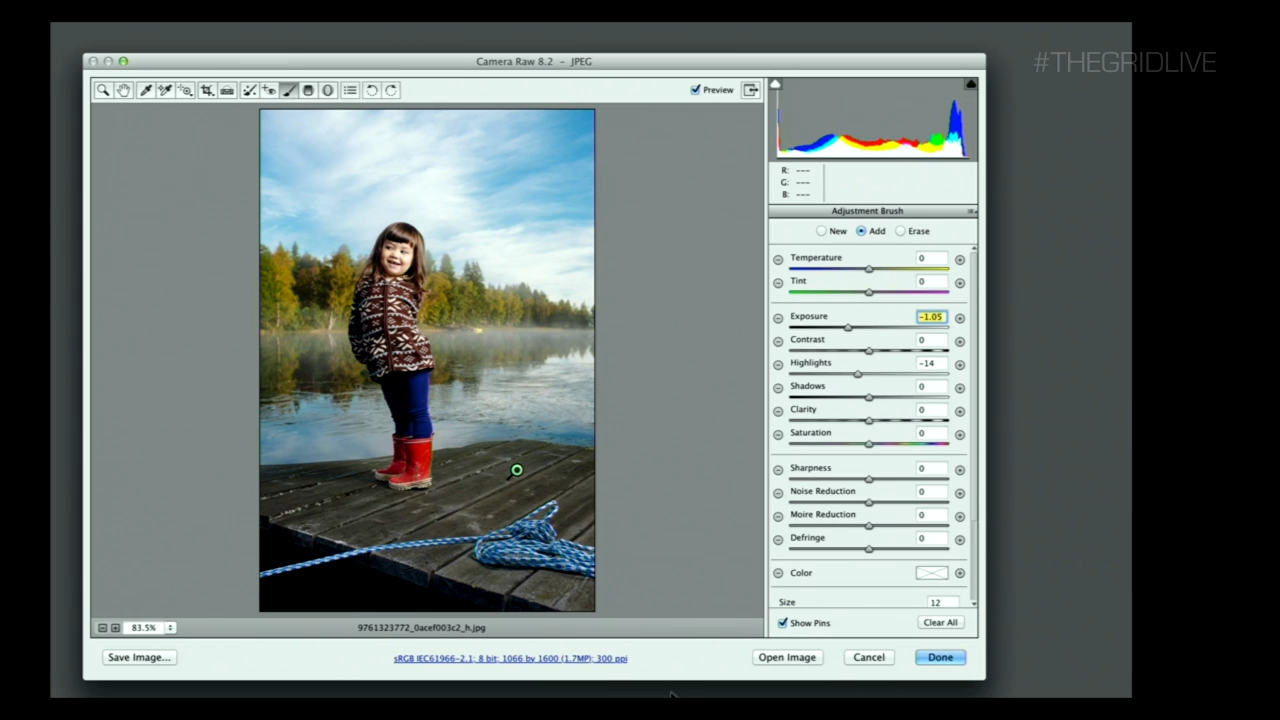 #THEGRIDLIVE
Camera Raw 8.2 - JPEG
Preview
R: ---
G: ---
B: ---
Adjustment Brush
New Add Erase
Temperature 0
Tint 0
Exposure -1.05
Contrast 0
Highlights -14
Shadows 0
Clarity 0
Saturation 0
Sharpness 0
Noise Reduction 0
Moire Reduction 0
Defringe 0
Color
Size 12
83.5% 9761323772_0acef003c2_h.jpg
Show Pins Clear All
Save Image... sRGB IEC61966-2.1; 8 bit; 1066 by 1600 (1.7MP); 300 ppi Open Image Cancel Done